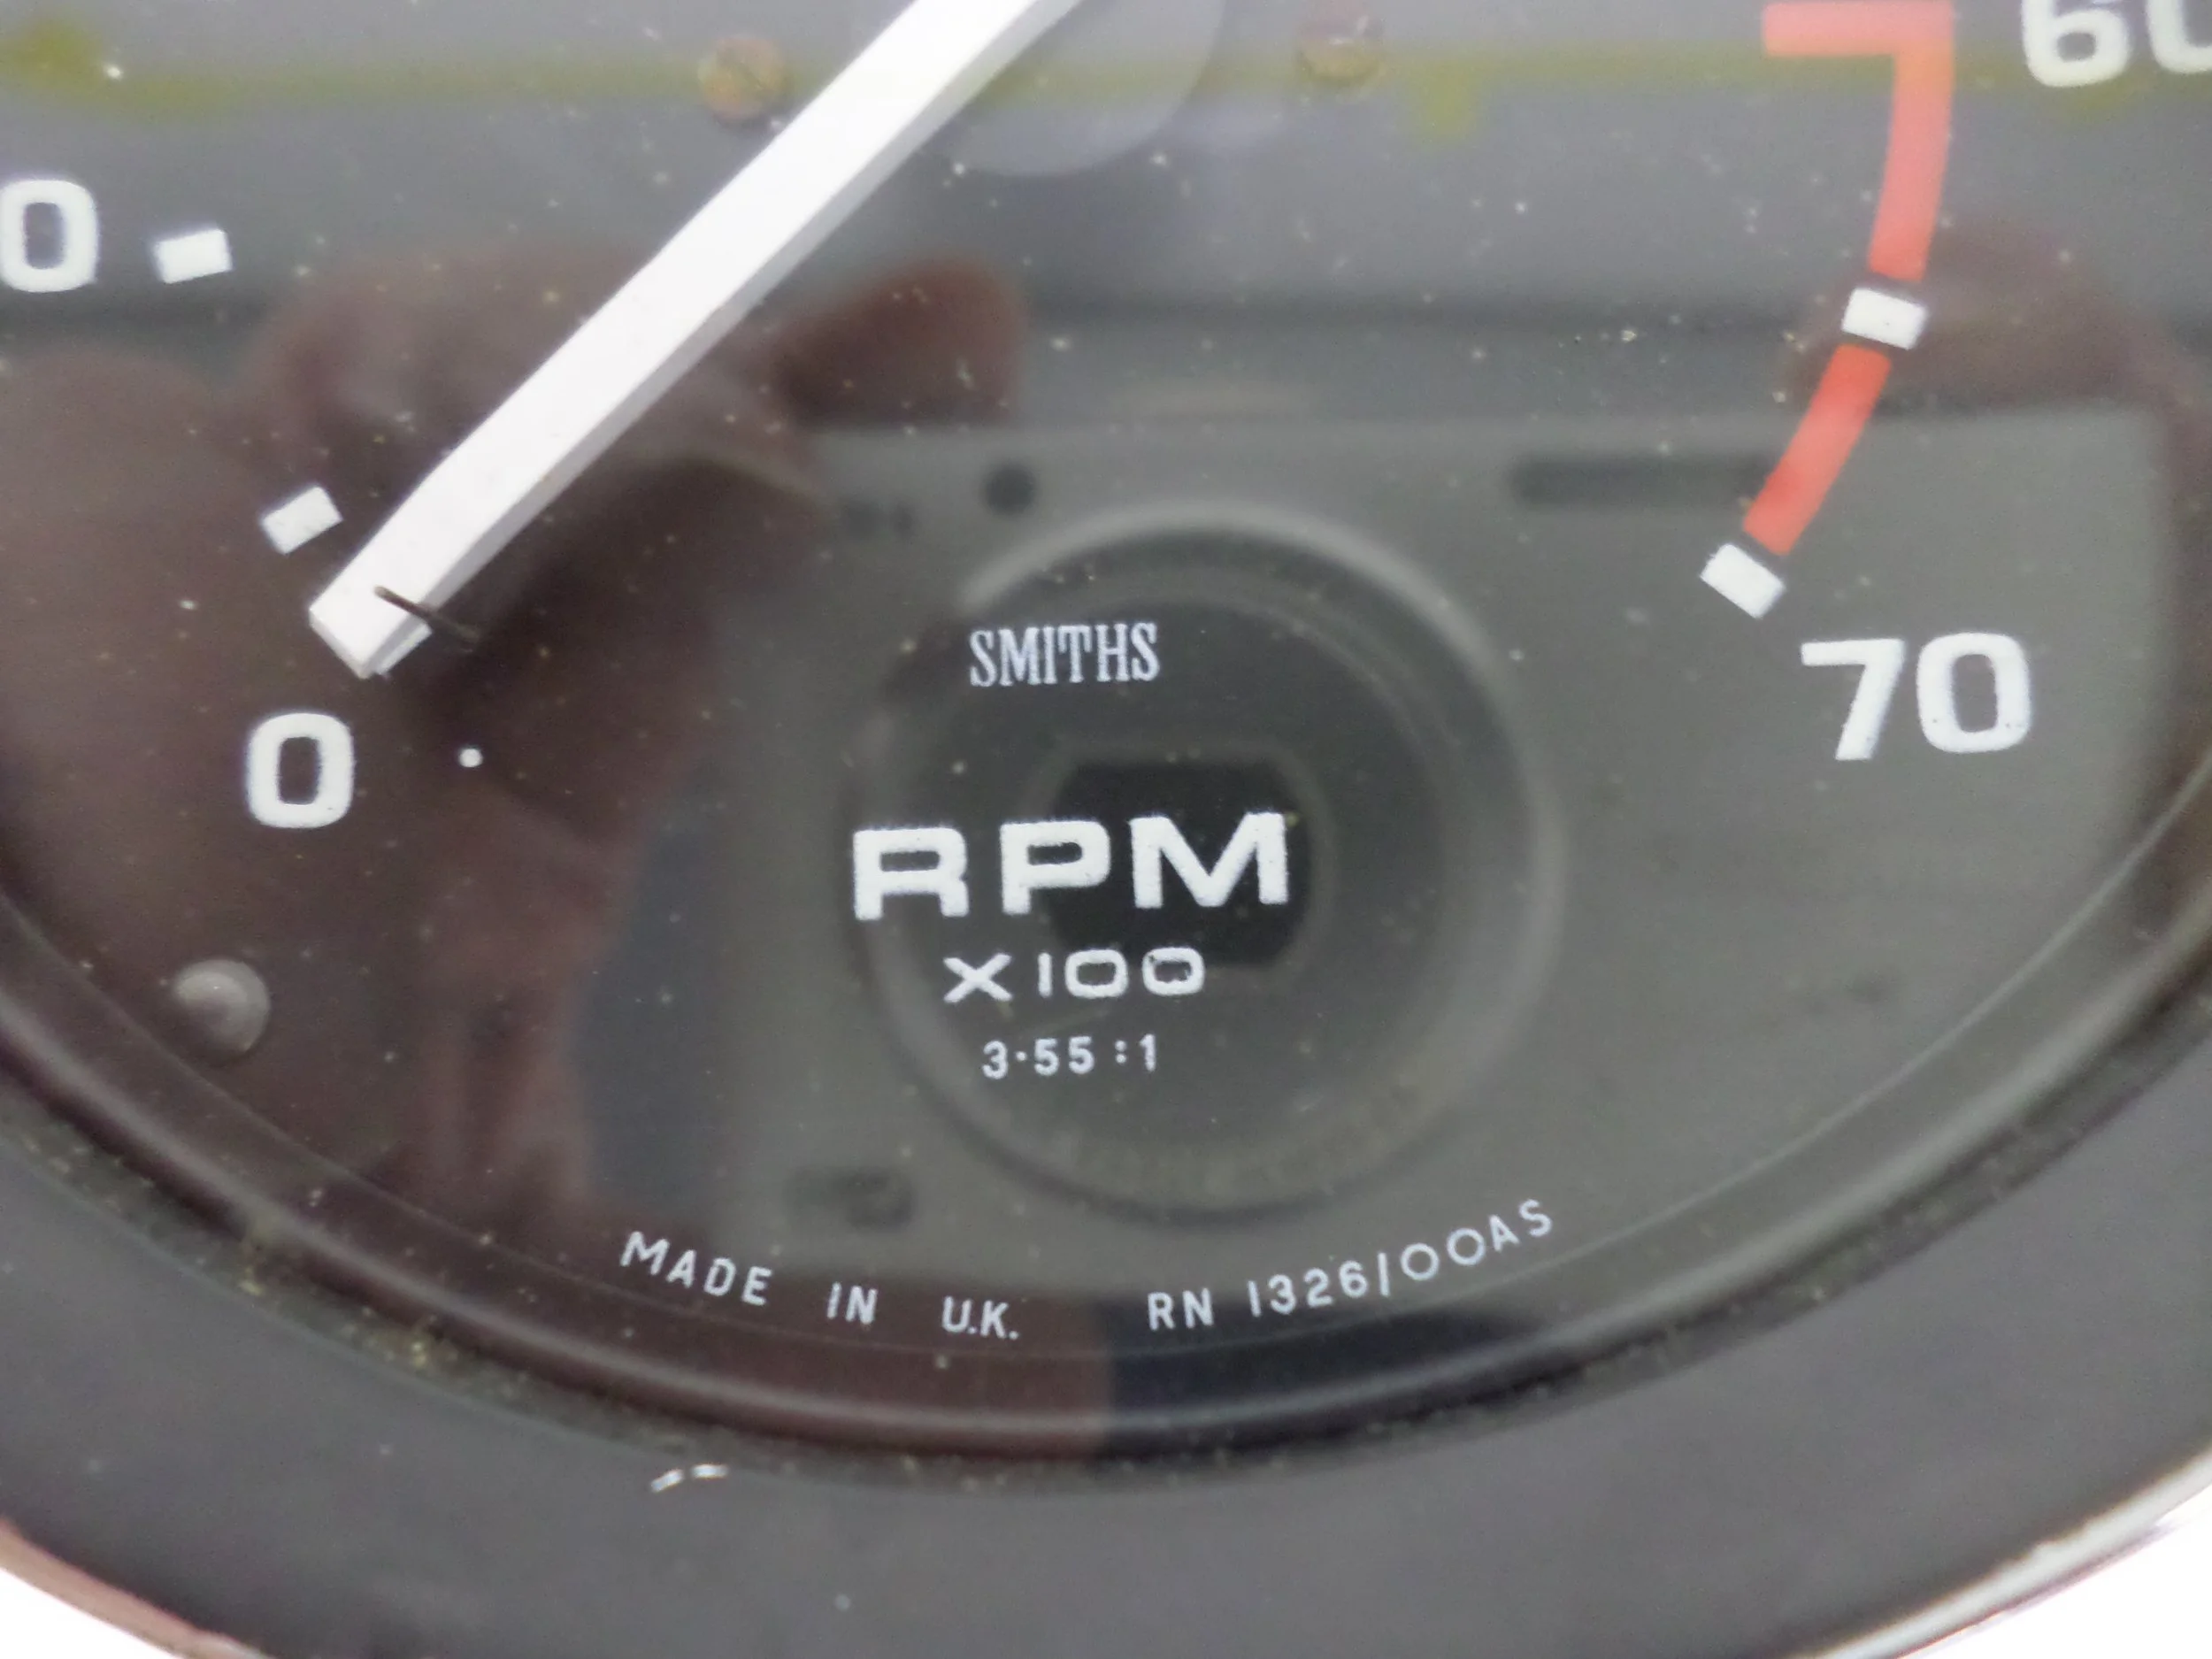 60
0
SMITHS
70
0
RPM
X100
3·55:1
MADE IN U.K. RN 1326/00AS